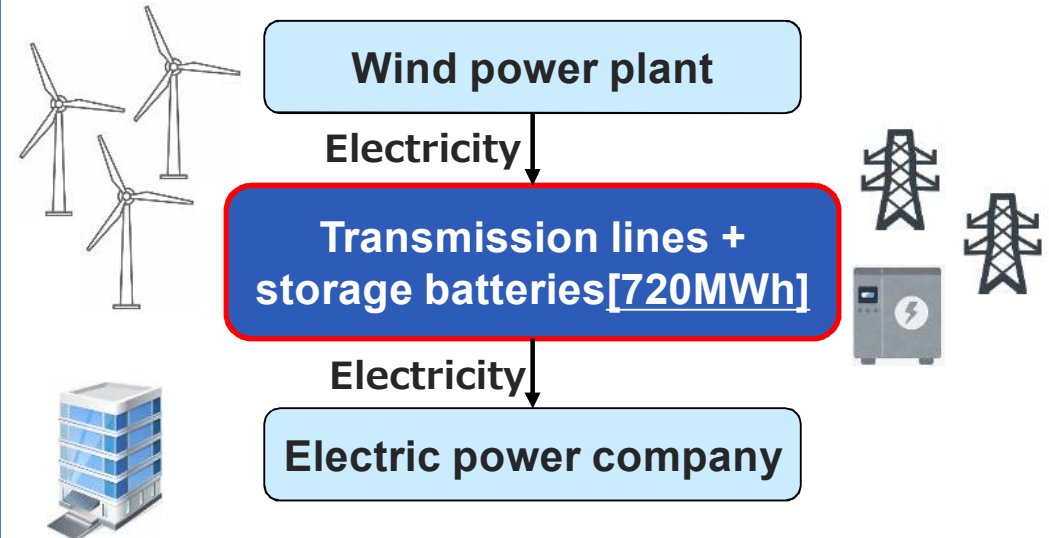 Wind power plant
Electricity
Transmission lines +
storage batteries[720MWh]
Electricity
Electric power company